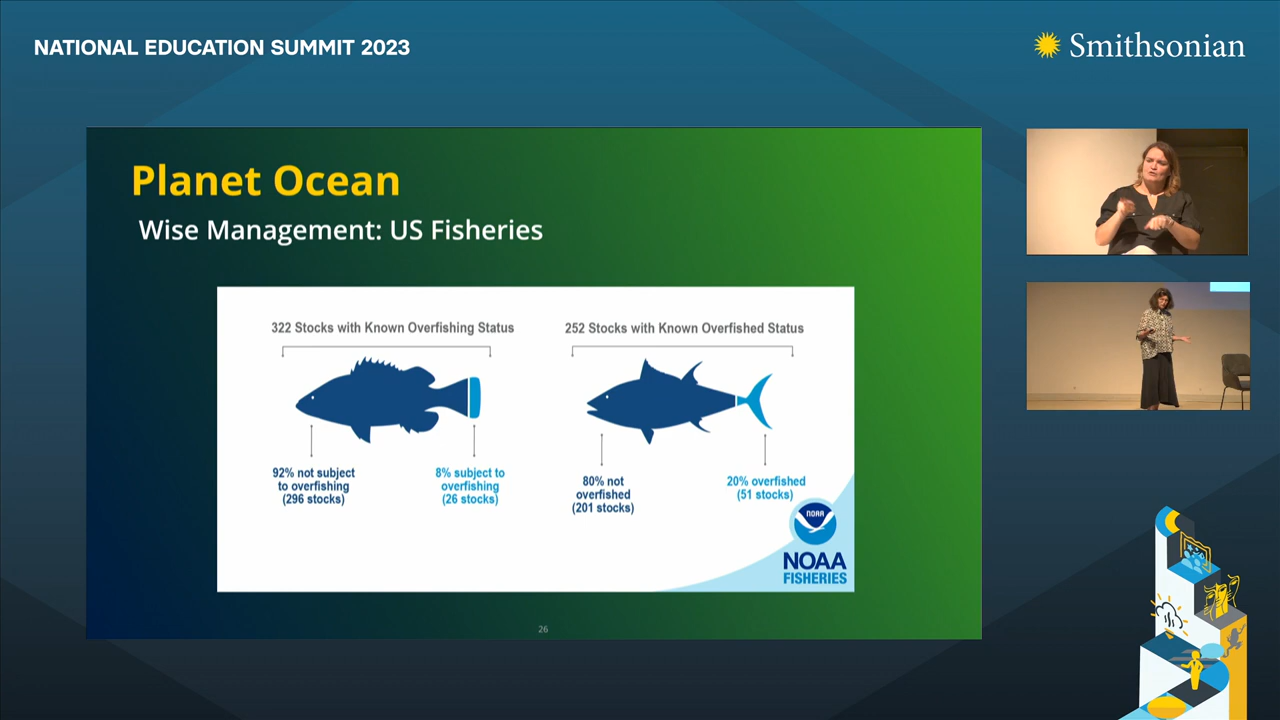 NATIONAL EDUCATION SUMMIT 2023
Smithsonian
Planet Ocean
Wise Management: US Fisheries
322 Stocks with Known Overfishing Status
252 Stocks with Known Overfished Status
92% not subject
to overfishing
(296 stocks)
8% subject to
overfishing
(26 stocks)
80% not
overfished
(201 stocks)
20% overfished
(51 stocks)
NOAA
NOAA
FISHERIES
26